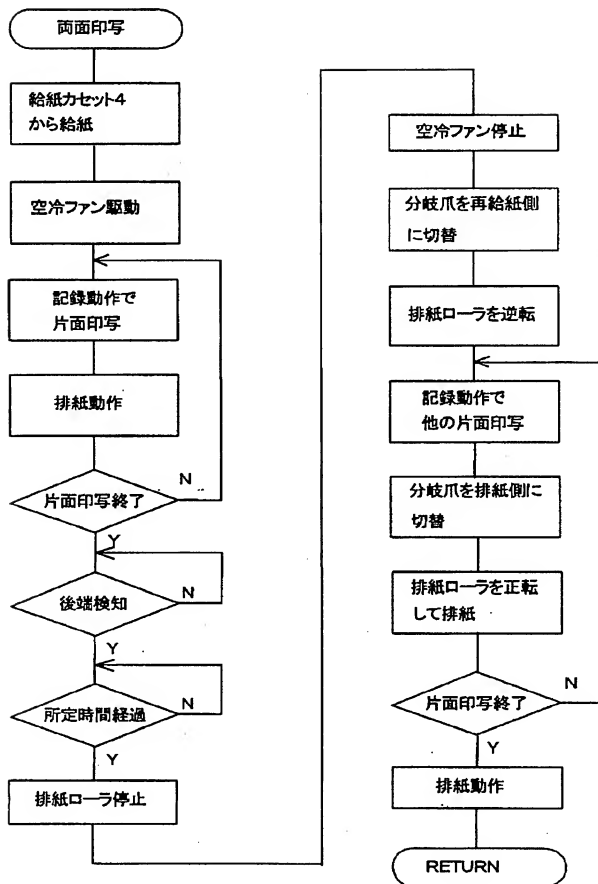 両面印写
給紙カセット4
から給紙
空冷ファン駆動
記録動作で
片面印写
排紙動作
N
片面印写終了
Y
N
後端検知
Y
N
所定時間経過
Y
排紙ローラ停止
空冷ファン停止
分岐爪を再給紙側
に切替
排紙ローラを逆転
記録動作で
他の片面印写
分岐爪を排紙側に
切替
排紙ローラを正転
して排紙
N
片面印写終了
Y
排紙動作
RETURN